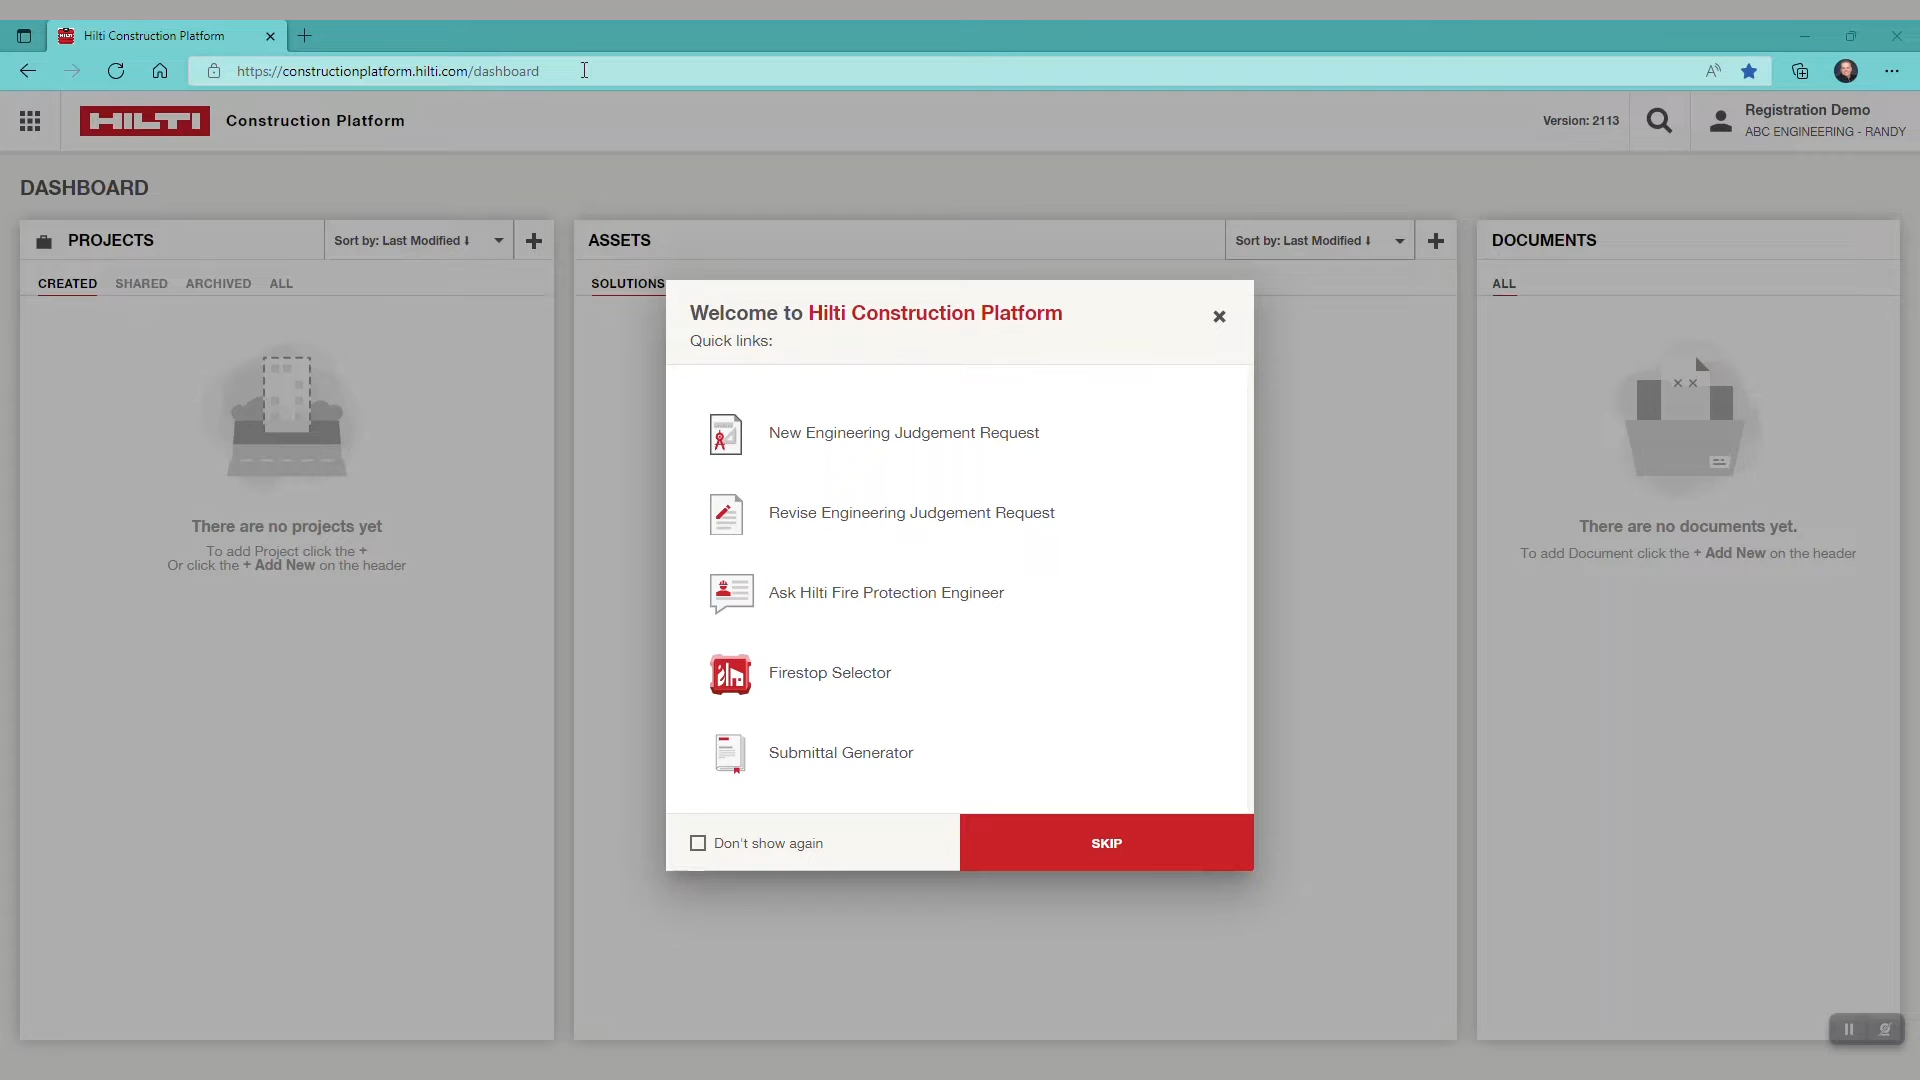 Hilti Construction Platform
https://constructionplatform.hilti.com/dashboard
HILTI Construction Platform
Version: 2113
Registration Demo
ABC ENGINEERING - RANDY
DASHBOARD
PROJECTS
Sort by: Last Modified ↓
ASSETS
Sort by: Last Modified ↓
DOCUMENTS
CREATED SHARED ARCHIVED ALL
SOLUTIONS
ALL
There are no projects yet
To add Project click the +
Or click the + Add New on the header
Welcome to Hilti Construction Platform
Quick links:
New Engineering Judgement Request
Revise Engineering Judgement Request
Ask Hilti Fire Protection Engineer
Firestop Selector
Submittal Generator
Don't show again
SKIP
There are no documents yet.
To add Document click the + Add New on the header